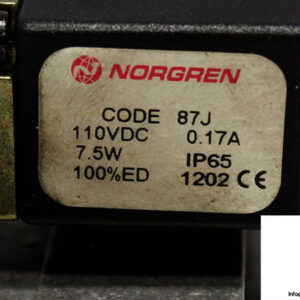 NORGREN
CODE 87J
110VDC 0.17A
7.5W IP65
100%ED 1202 CE